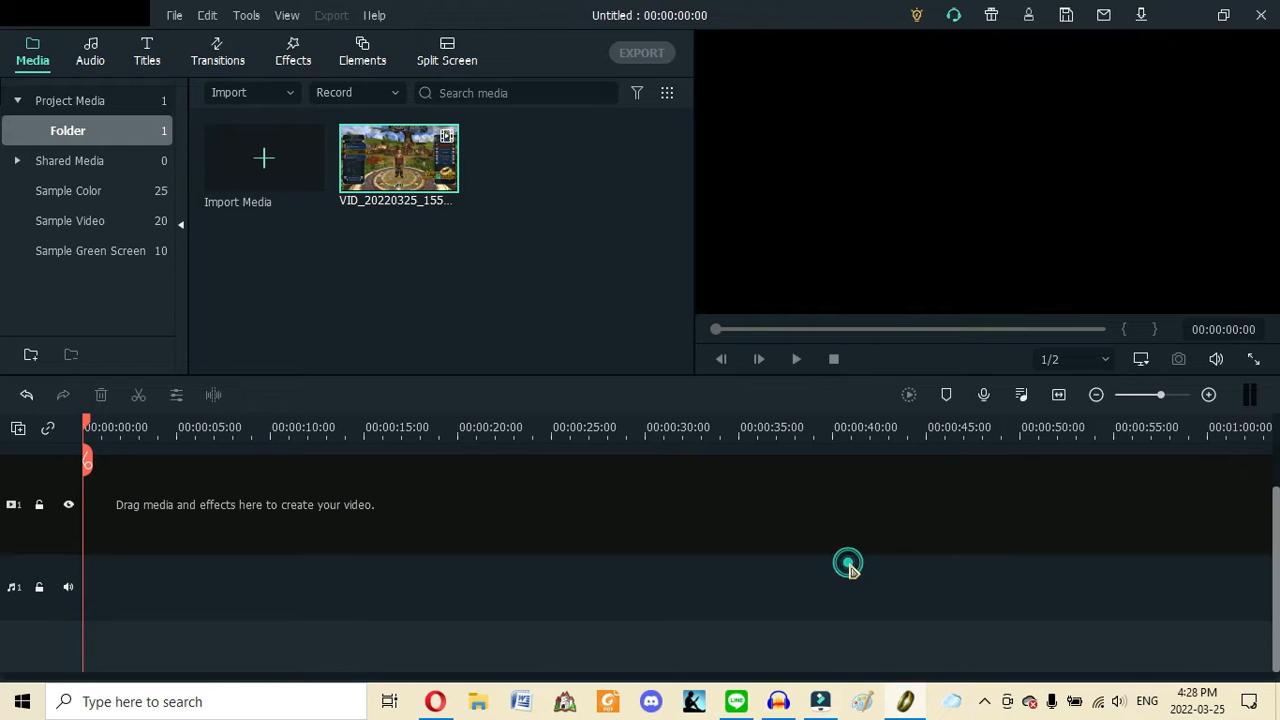 File Edit Tools View Export Help Untitled : 00:00:00:00
Media Audio Titles Transitions Effects Elements Split Screen EXPORT
Project Media 1
Folder 1
Shared Media 0
Sample Color 25
Sample Video 20
Sample Green Screen 10
Import Record Search media
Import Media VID_20220325_155...
00:00:00:00
1/2
00:00:00:00 00:00:05:00 00:00:10:00 00:00:15:00 00:00:20:00 00:00:25:00 00:00:30:00 00:00:35:00 00:00:40:00 00:00:45:00 00:00:50:00 00:00:55:00 00:01:00:00
1 Drag media and effects here to create your video.
1
Type here to search ENG 4:28 PM
2022-03-25